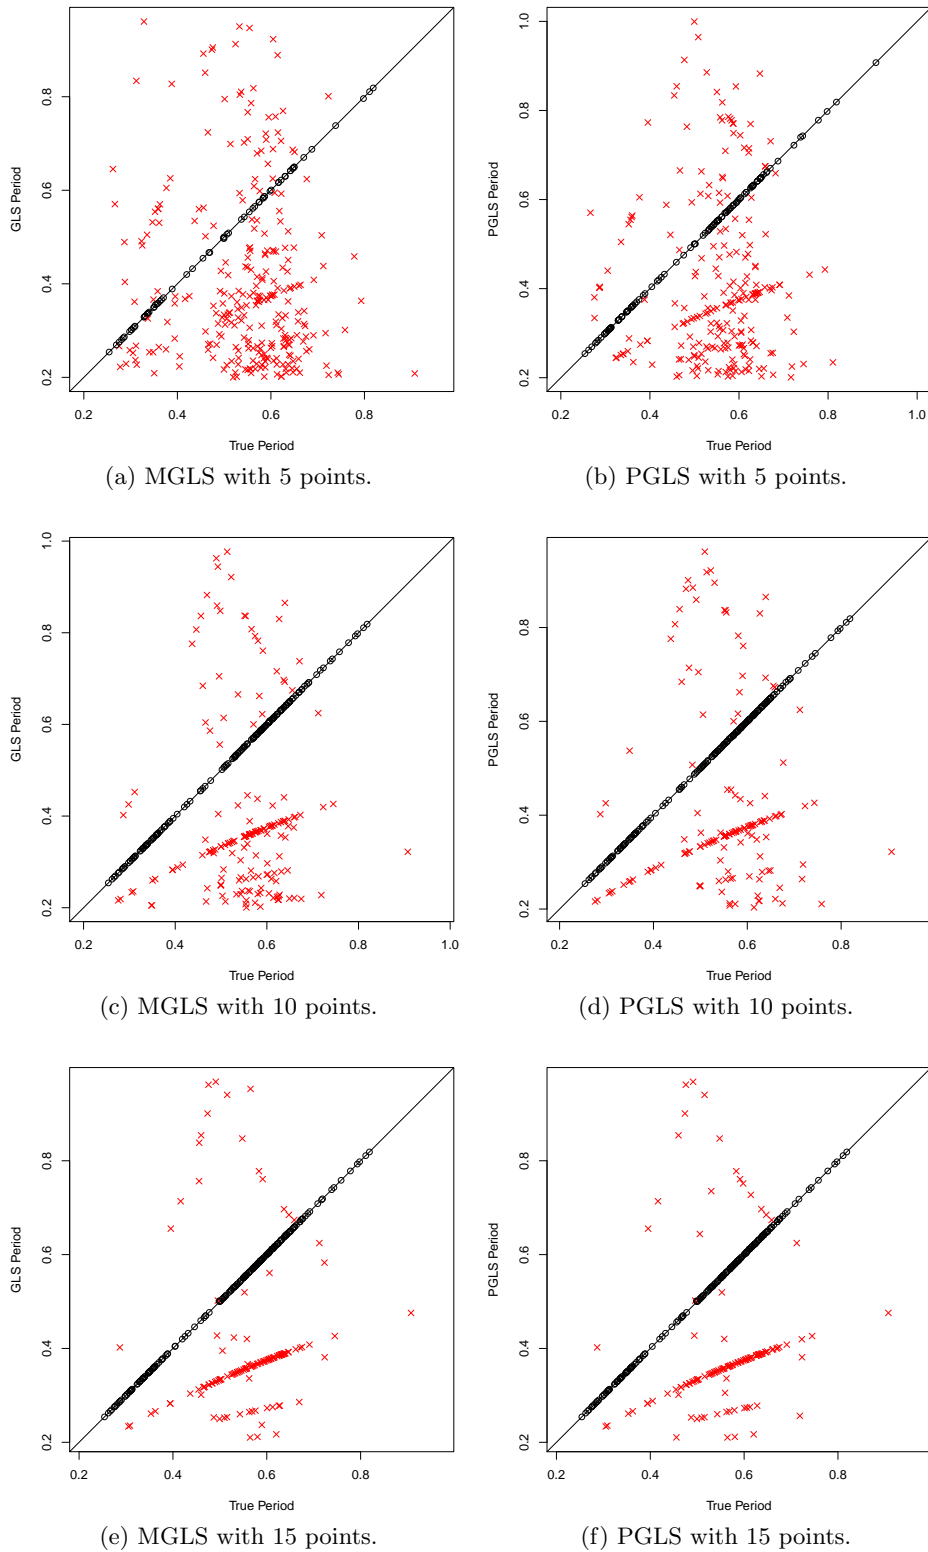 GLS Period
0.2 0.4 0.6 0.8
0.2 0.4 0.6 0.8
True Period
(a) MGLS with 5 points.
PGLS Period
0.2 0.4 0.6 0.8 1.0
0.2 0.4 0.6 0.8 1.0
True Period
(b) PGLS with 5 points.
GLS Period
0.2 0.4 0.6 0.8 1.0
0.2 0.4 0.6 0.8 1.0
True Period
(c) MGLS with 10 points.
PGLS Period
0.2 0.4 0.6 0.8
0.2 0.4 0.6 0.8
True Period
(d) PGLS with 10 points.
GLS Period
0.2 0.4 0.6 0.8
0.2 0.4 0.6 0.8
True Period
(e) MGLS with 15 points.
PGLS Period
0.2 0.4 0.6 0.8
0.2 0.4 0.6 0.8
True Period
(f) PGLS with 15 points.